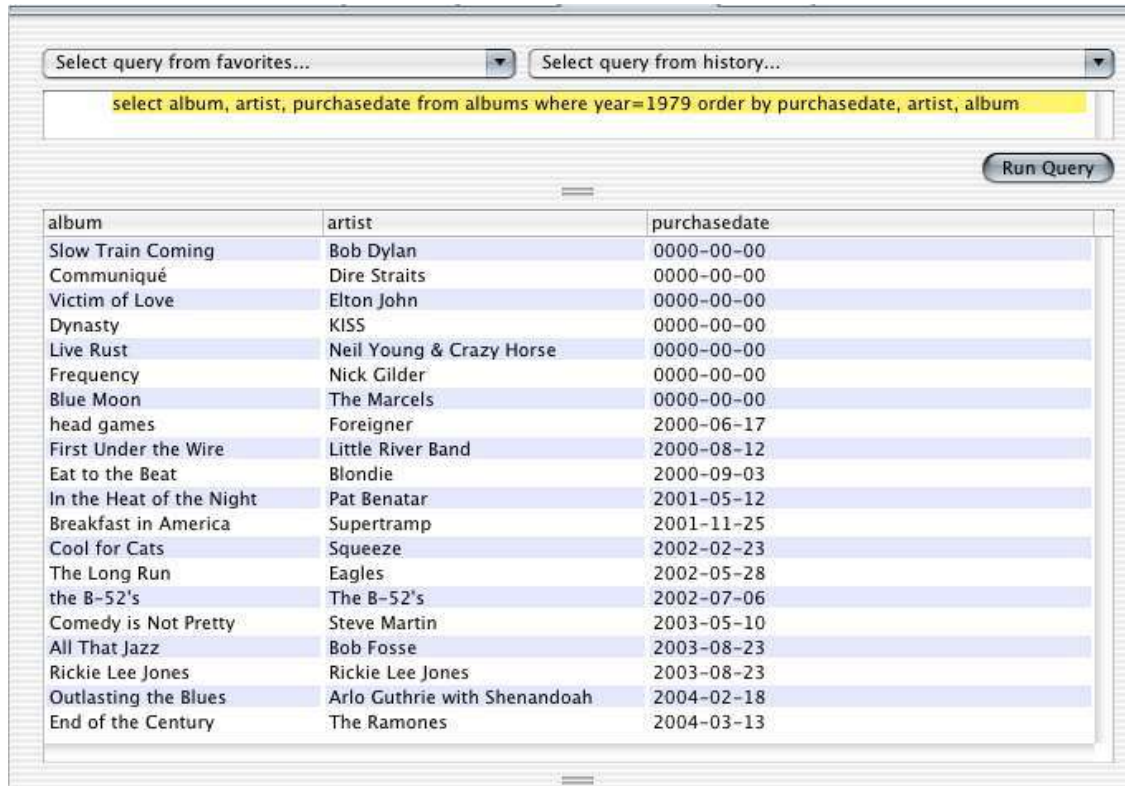 Select query from favorites... Select query from history...
select album, artist, purchasedate from albums where year=1979 order by purchasedate, artist, album
Run Query
album artist purchasedate
Slow Train Coming Bob Dylan 0000-00-00
Communiqué Dire Straits 0000-00-00
Victim of Love Elton John 0000-00-00
Dynasty KISS 0000-00-00
Live Rust Neil Young & Crazy Horse 0000-00-00
Frequency Nick Gilder 0000-00-00
Blue Moon The Marcels 0000-00-00
head games Foreigner 2000-06-17
First Under the Wire Little River Band 2000-08-12
Eat to the Beat Blondie 2000-09-03
In the Heat of the Night Pat Benatar 2001-05-12
Breakfast in America Supertramp 2001-11-25
Cool for Cats Squeeze 2002-02-23
The Long Run Eagles 2002-05-28
the B-52's The B-52's 2002-07-06
Comedy is Not Pretty Steve Martin 2003-05-10
All That Jazz Bob Fosse 2003-08-23
Rickie Lee Jones Rickie Lee Jones 2003-08-23
Outlasting the Blues Arlo Guthrie with Shenandoah 2004-02-18
End of the Century The Ramones 2004-03-13